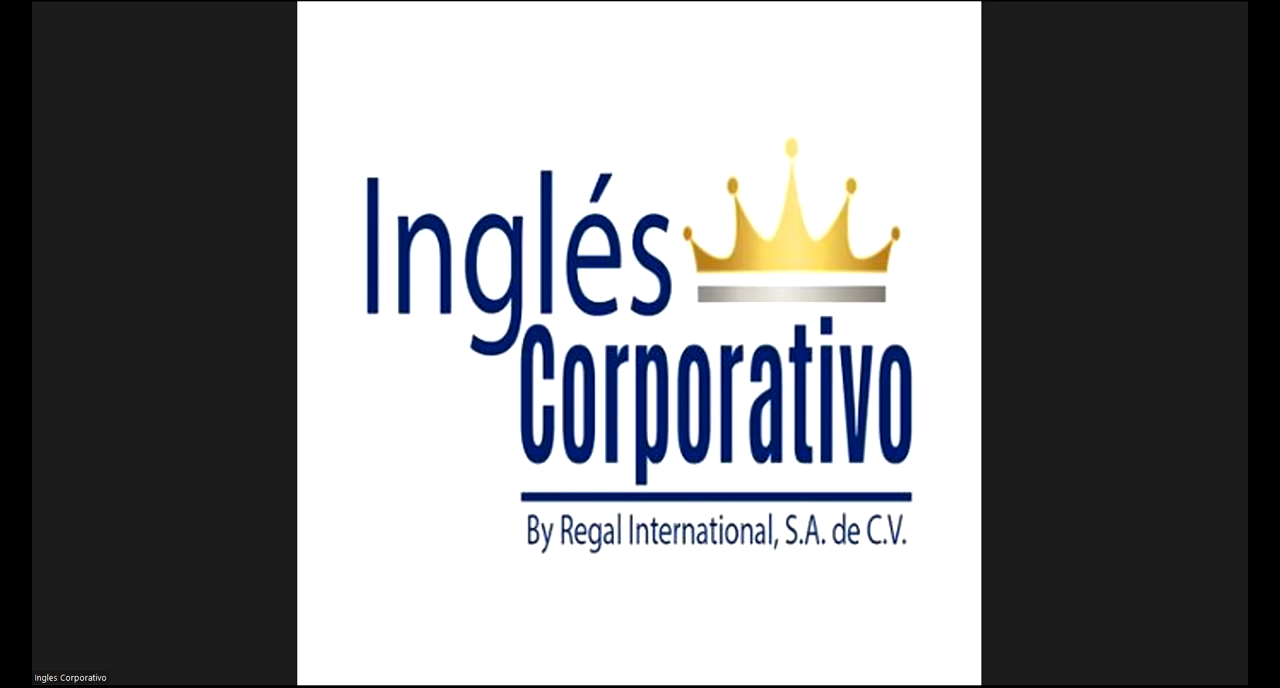 Inglés
Corporativo
By Regal International, S.A. de C.V.
Ingles Corporativo